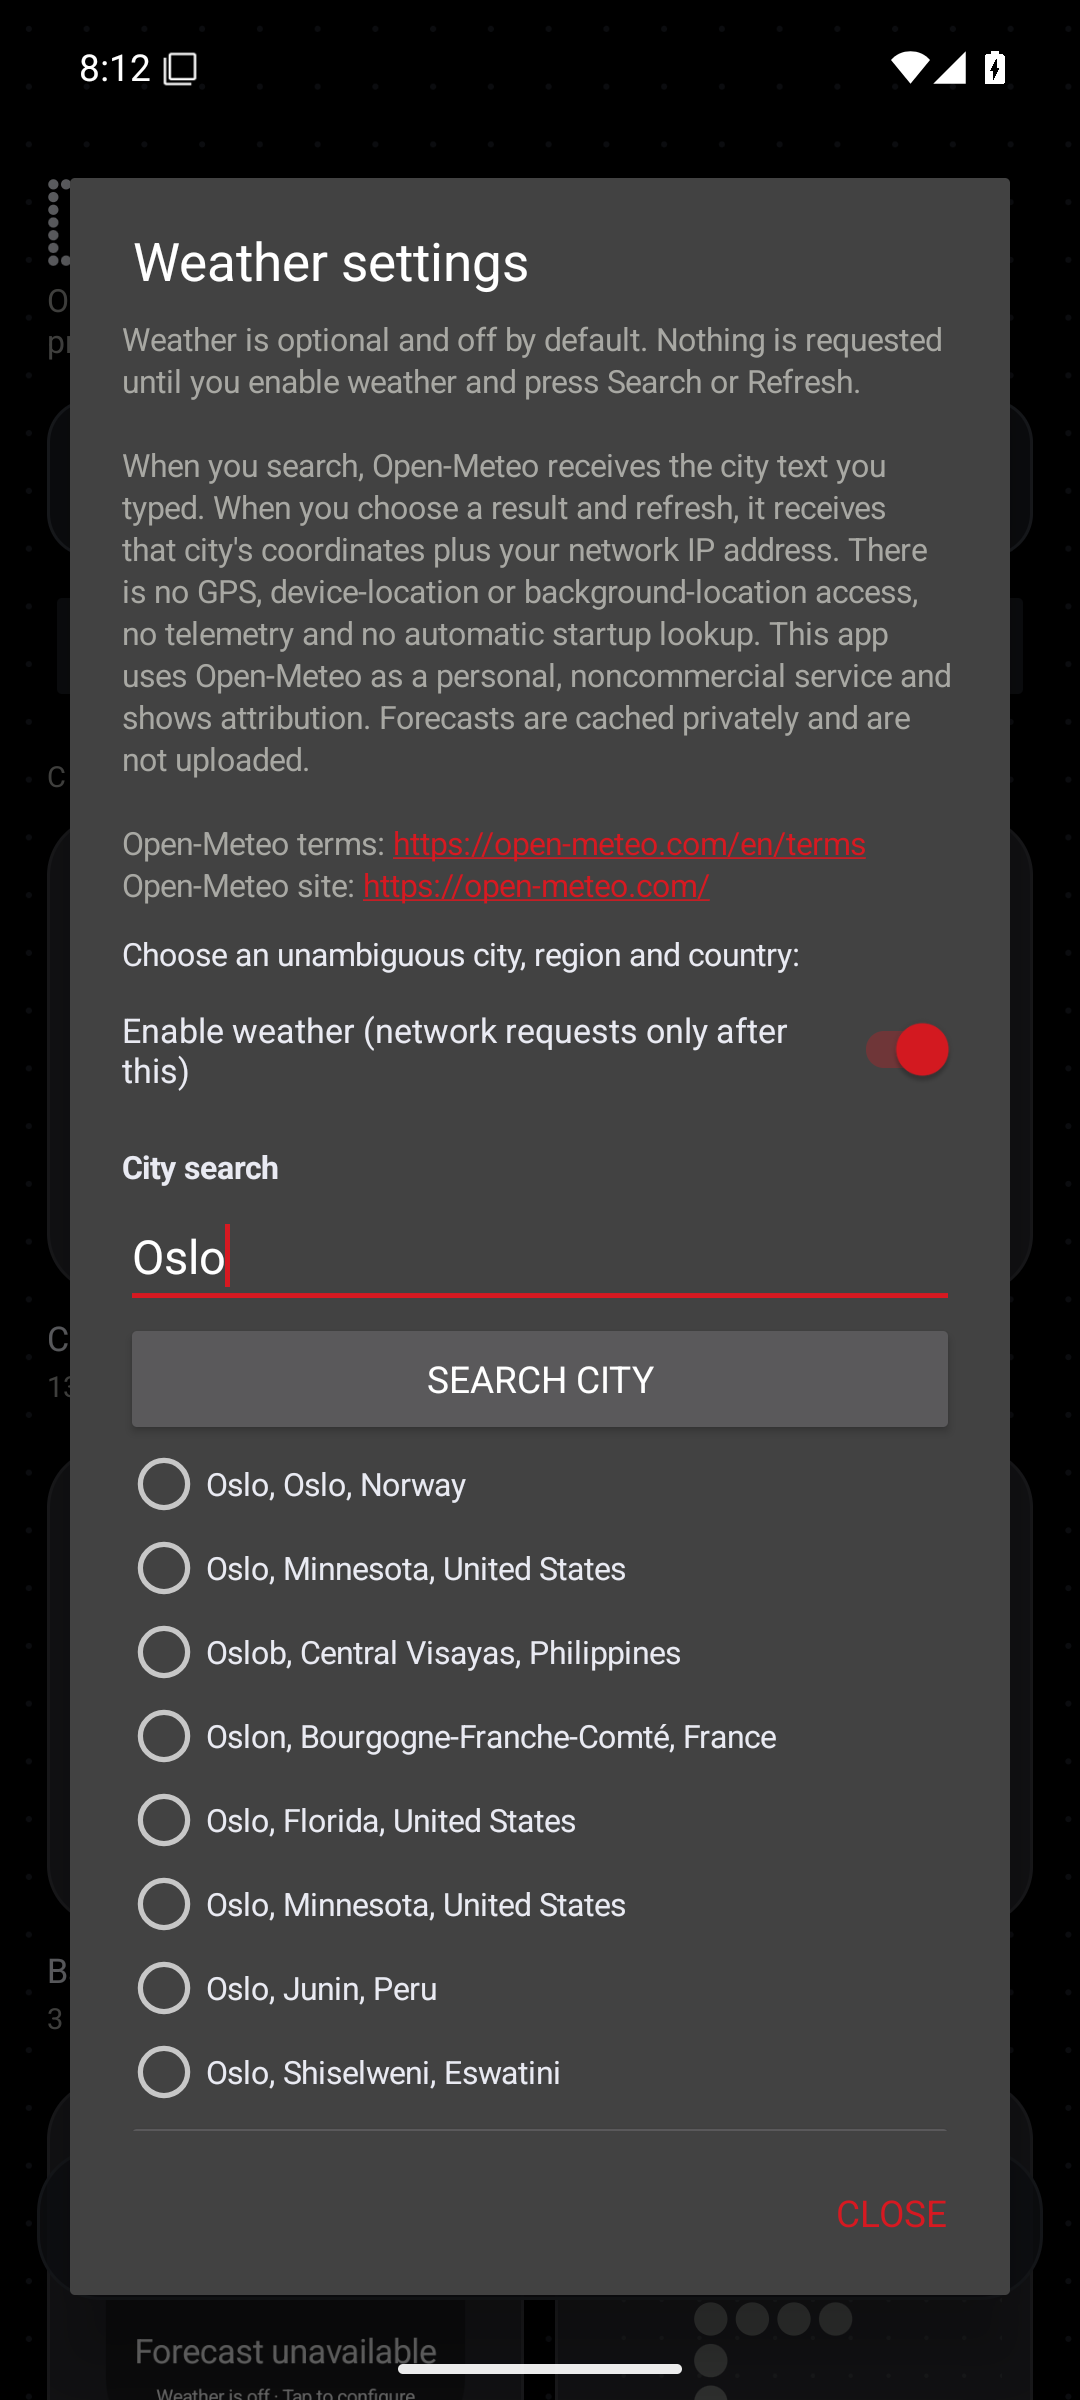 8:12
Weather settings
Weather is optional and off by default. Nothing is requested
until you enable weather and press Search or Refresh.
When you search, Open-Meteo receives the city text you
typed. When you choose a result and refresh, it receives
that city's coordinates plus your network IP address. There
is no GPS, device-location or background-location access,
no telemetry and no automatic startup lookup. This app
uses Open-Meteo as a personal, noncommercial service and
shows attribution. Forecasts are cached privately and are
not uploaded.
Open-Meteo terms: https://open-meteo.com/en/terms
Open-Meteo site: https://open-meteo.com/
Choose an unambiguous city, region and country:
Enable weather (network requests only after
this)
City search
Oslo
SEARCH CITY
Oslo, Oslo, Norway
Oslo, Minnesota, United States
Oslob, Central Visayas, Philippines
Oslon, Bourgogne-Franche-Comté, France
Oslo, Florida, United States
Oslo, Minnesota, United States
Oslo, Junin, Peru
Oslo, Shiselweni, Eswatini
CLOSE
Forecast unavailable
Weather is off · Tap to configure